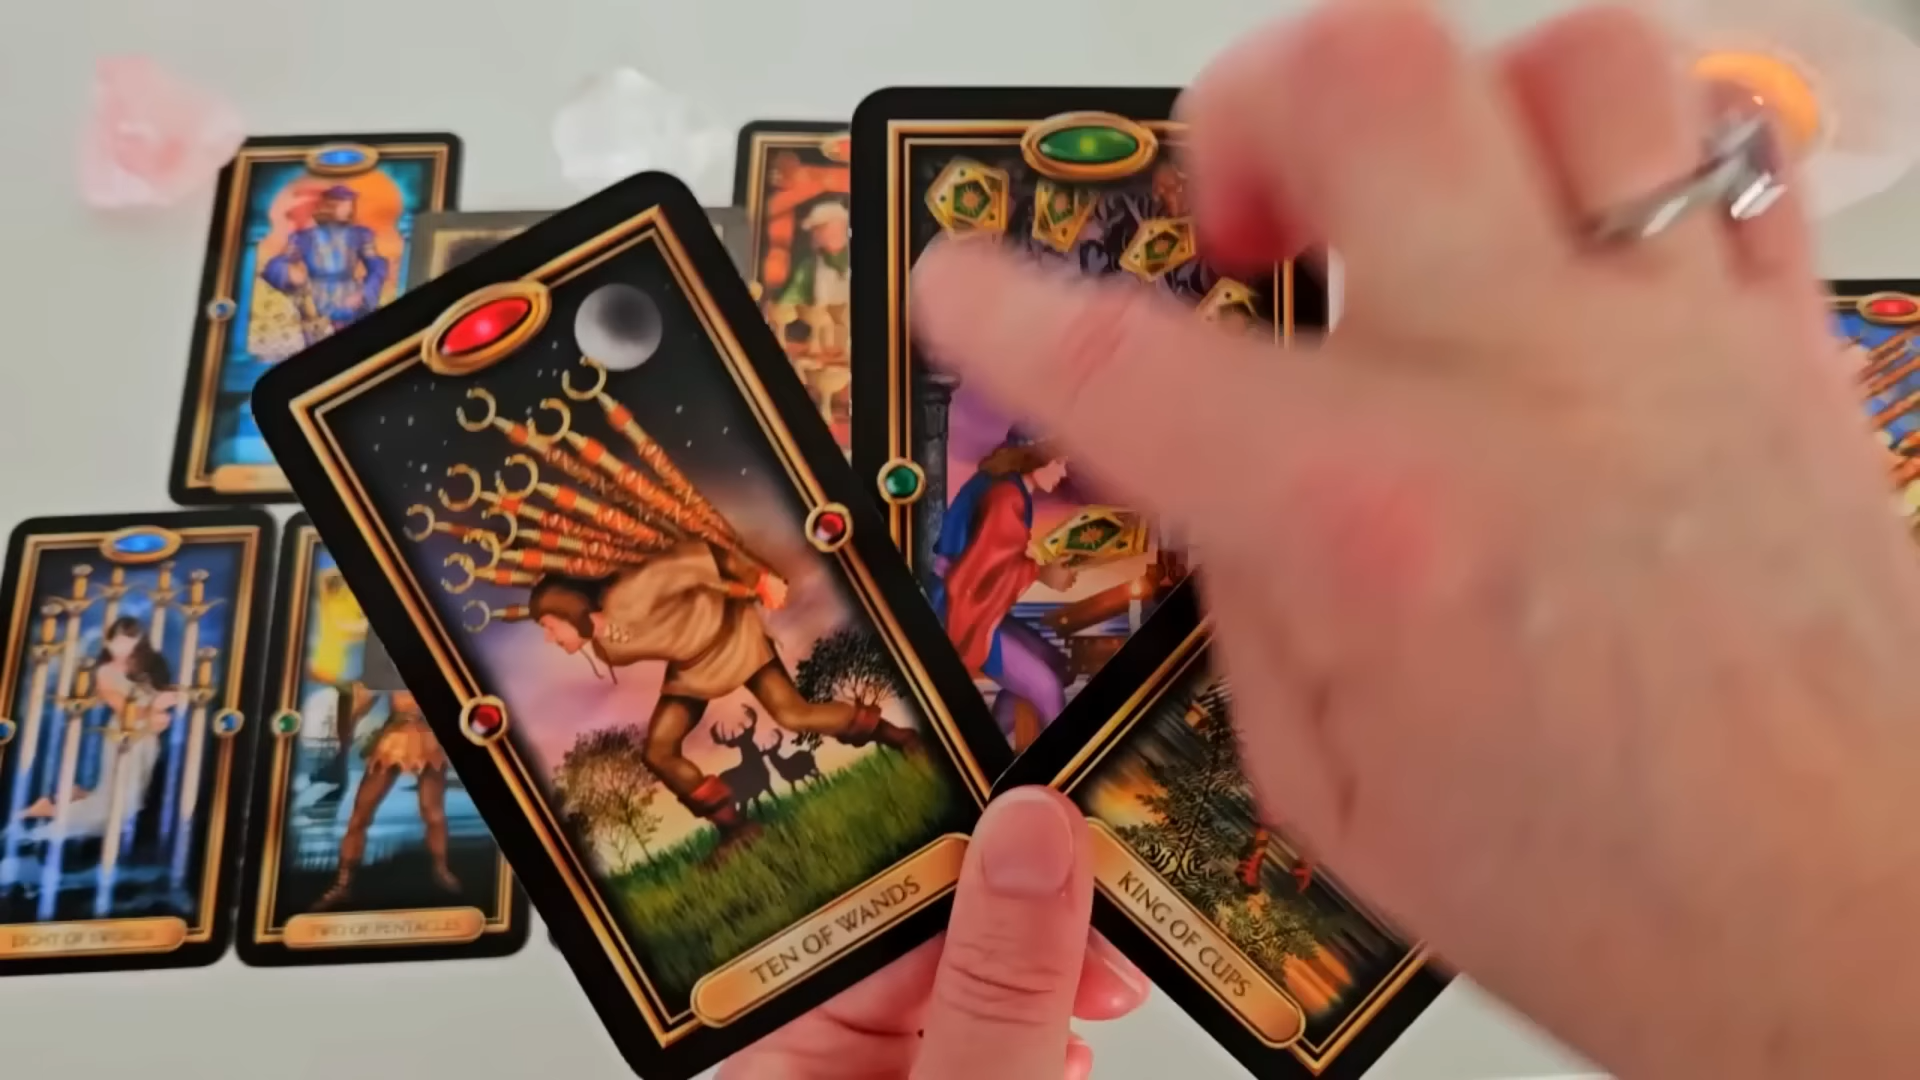 EIGHT OF SWORDS
TWO OF PENTACLES
TEN OF WANDS
KING OF CUPS